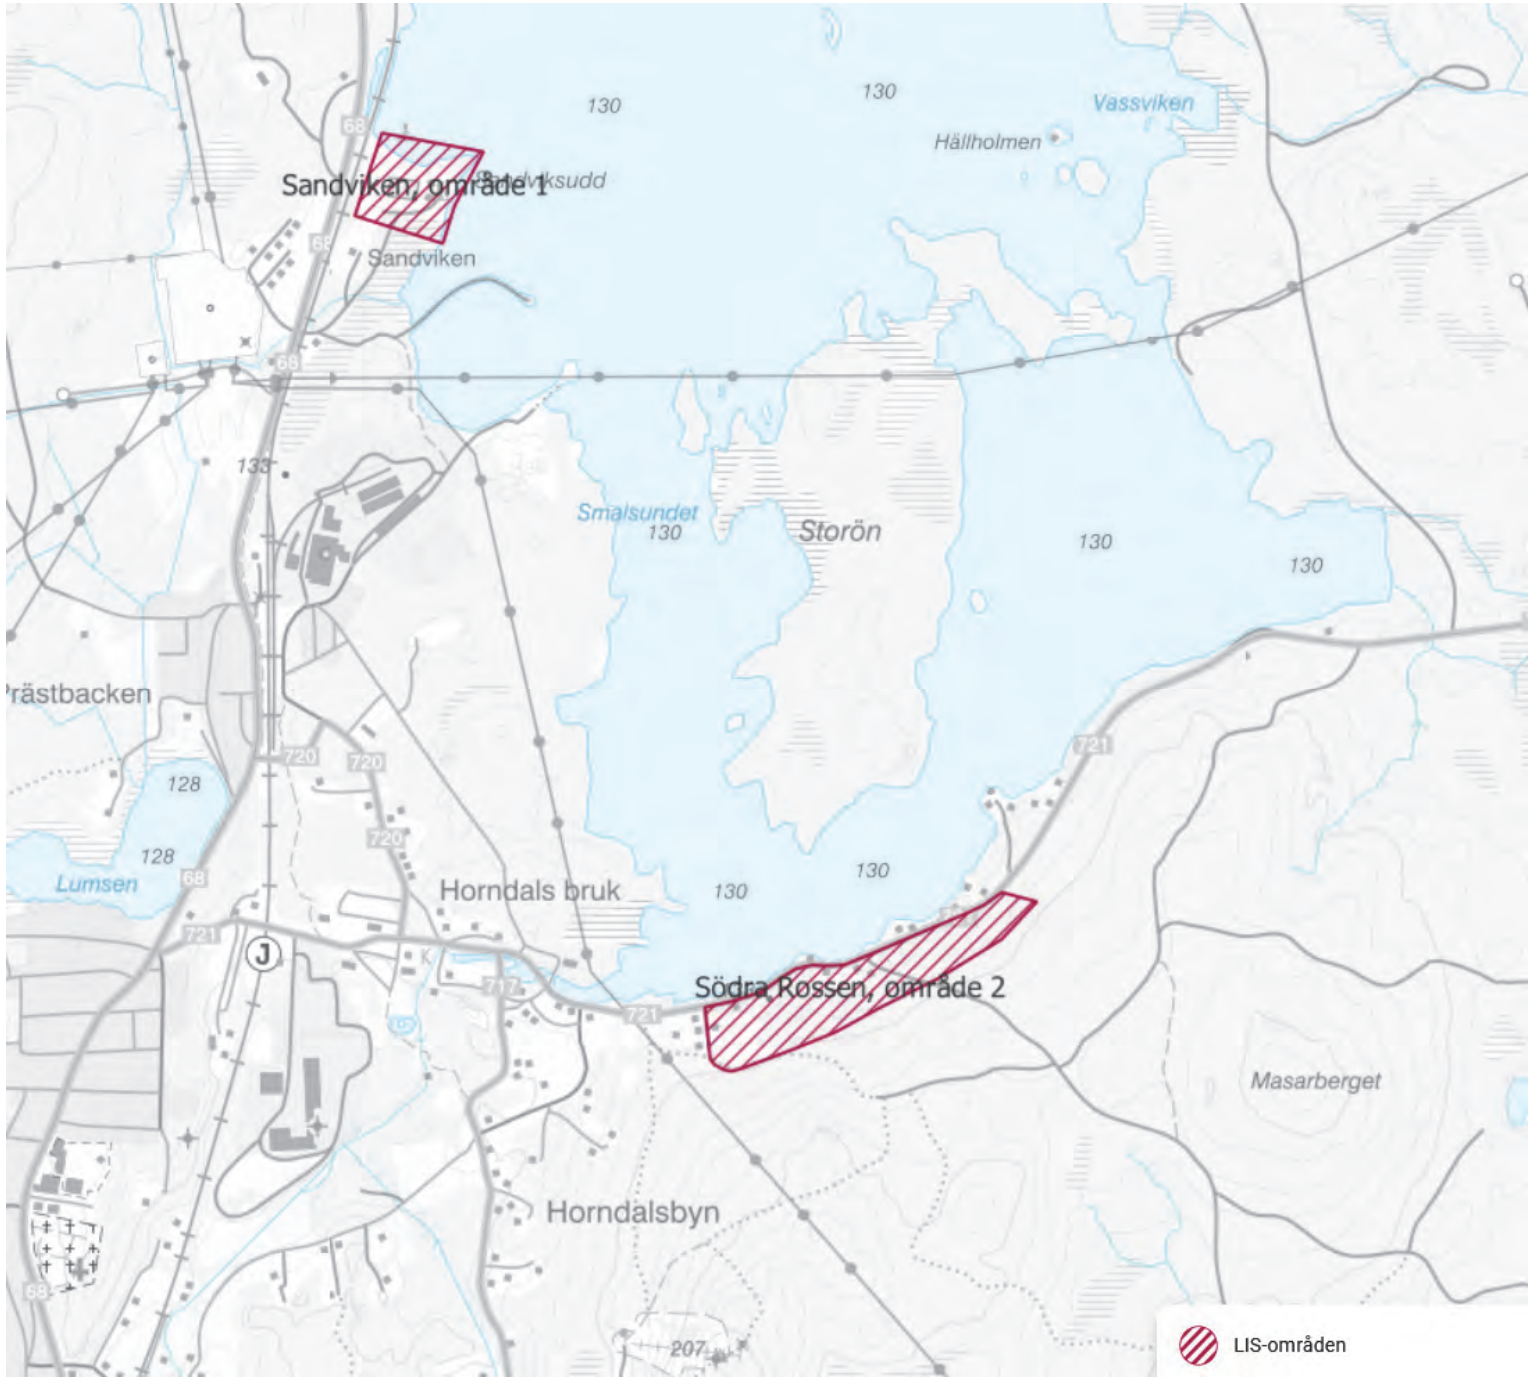 130
130
Vassviken
68
Hällholmen
Sandviken, område 1
Sandviksudd
68
Sandviken
68
133
Smalsundet
130
Storön
130
130
rästbacken
721
720
720
128
720
128
68
Lumsen
130
130
Horndals bruk
721
J
K
717
Södra Rossen, område 2
721
Masarberget
Horndalsbyn
68
207
LIS-områden